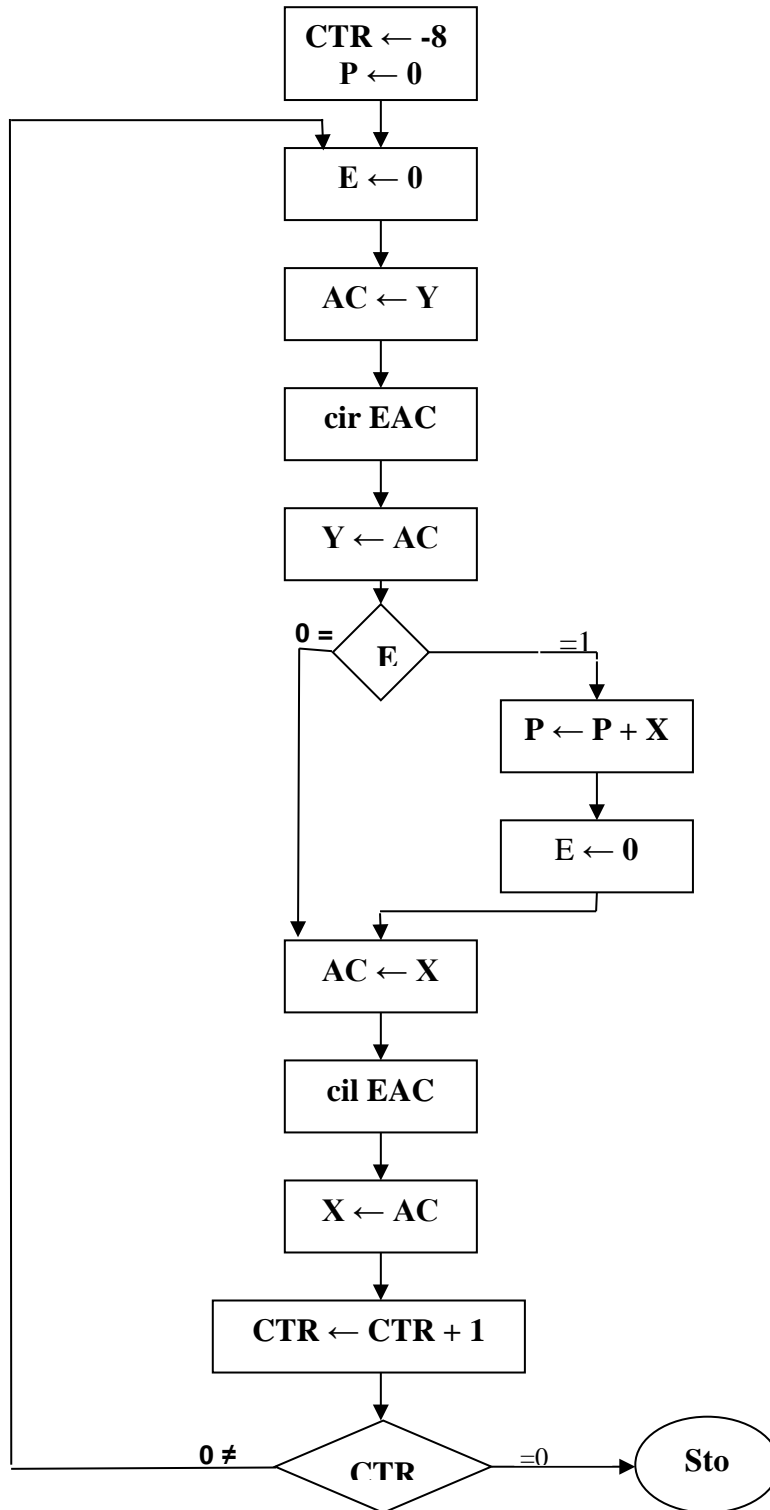 CTR ← -8
P ← 0
E ← 0
AC ← Y
cir EAC
Y ← AC
0 =
E
=1
P ← P + X
E ← 0
AC ← X
cil EAC
X ← AC
CTR ← CTR + 1
0 ≠
CTR
=0
Sto